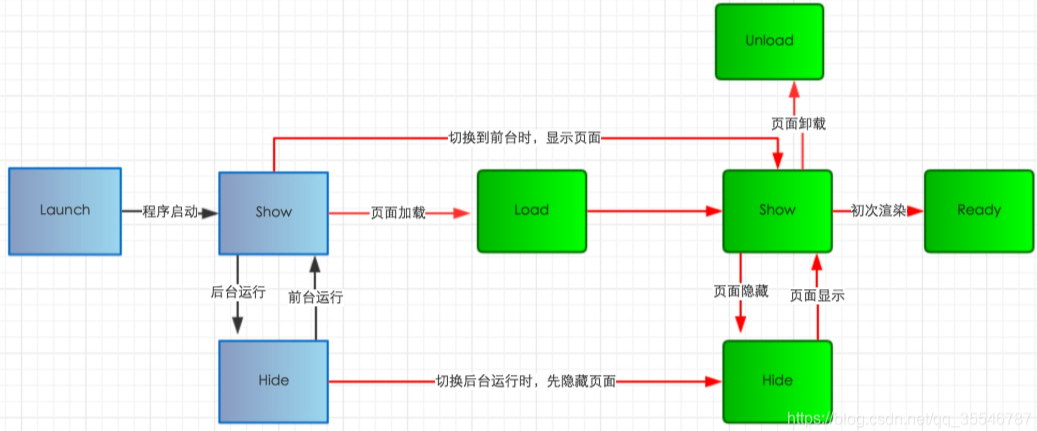 Unload
页面卸载
切换到前台时，显示页面
Launch
程序启动
Show
页面加载
Load
Show
初次渲染
Ready
后台运行
前台运行
页面隐藏
页面显示
Hide
切换后台运行时，先隐藏页面
Hide
https://blog.csdn.net/qq_35546787